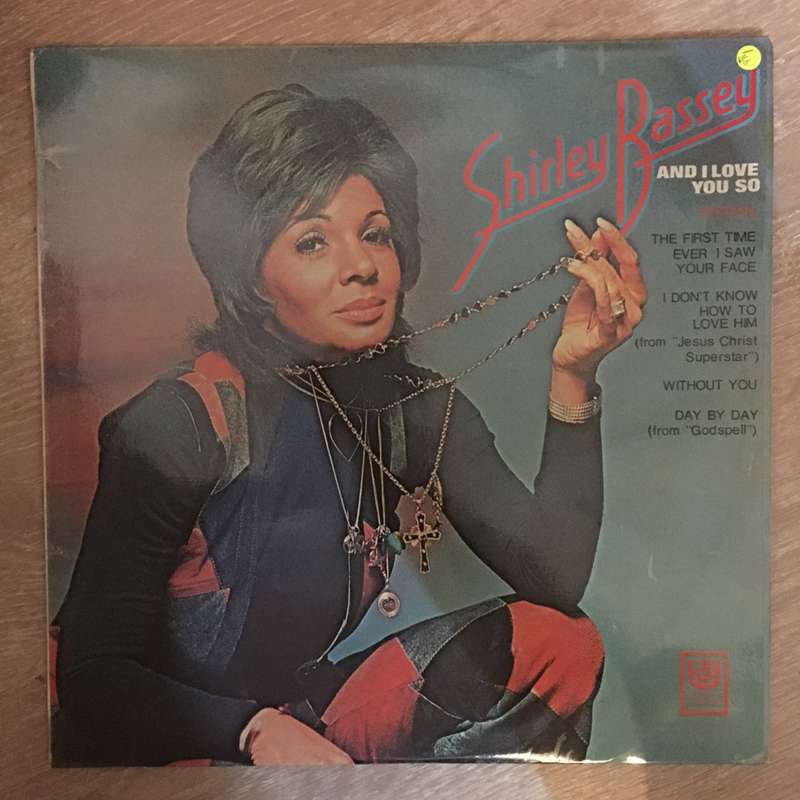 Shirley Bassey
AND I LOVE
YOU SO
THE FIRST TIME
EVER I SAW
YOUR FACE
I DON'T KNOW
HOW TO
LOVE HIM
(from "Jesus Christ
Superstar")
WITHOUT YOU
DAY BY DAY
(from "Godspell")